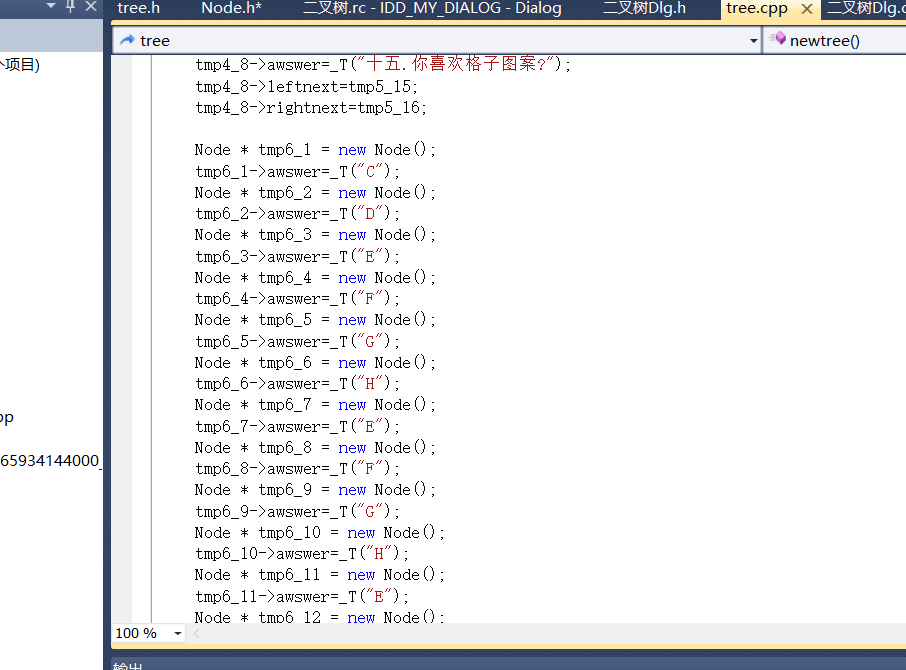 tree.h Node.h* 二叉树.rc - IDD_MY_DIALOG - Dialog 二叉树Dlg.h tree.cpp 二叉树Dlg.c
tree newtree()
个项目)
tmp4_8->awswer=_T("十五.你喜欢格子图案?");
tmp4_8->leftnext=tmp5_15;
tmp4_8->rightnext=tmp5_16;
Node * tmp6_1 = new Node();
tmp6_1->awswer=_T("C");
Node * tmp6_2 = new Node();
tmp6_2->awswer=_T("D");
Node * tmp6_3 = new Node();
tmp6_3->awswer=_T("E");
Node * tmp6_4 = new Node();
tmp6_4->awswer=_T("F");
Node * tmp6_5 = new Node();
tmp6_5->awswer=_T("G");
Node * tmp6_6 = new Node();
tmp6_6->awswer=_T("H");
Node * tmp6_7 = new Node();
tmp6_7->awswer=_T("E");
pp
Node * tmp6_8 = new Node();
65934144000_
tmp6_8->awswer=_T("F");
Node * tmp6_9 = new Node();
tmp6_9->awswer=_T("G");
Node * tmp6_10 = new Node();
tmp6_10->awswer=_T("H");
Node * tmp6_11 = new Node();
tmp6_11->awswer=_T("E");
Node * tmp6_12 = new Node();
100 %
输出